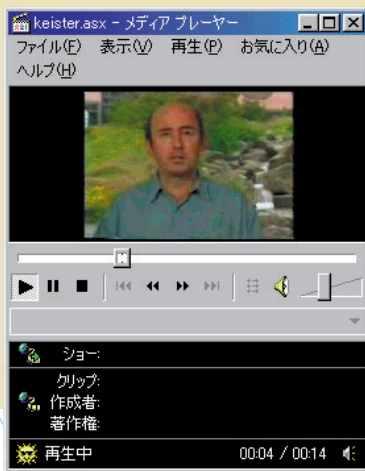 keister.asx - メディア プレーヤー
ファイル(F) 表示(V) 再生(P) お気に入り(A)
ヘルプ(H)
ショー:
クリップ:
作成者:
著作権:
再生中 00:04 / 00:14